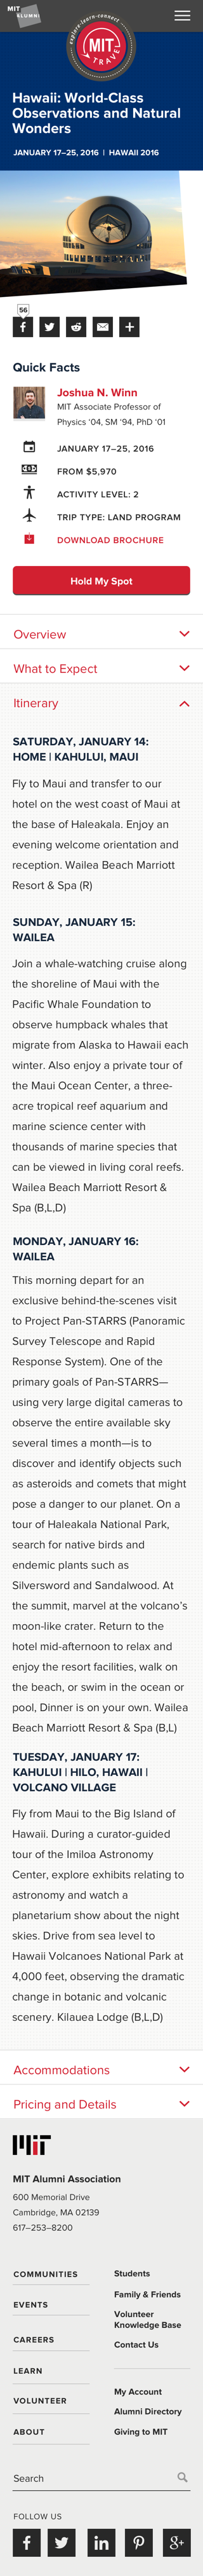 MIT
ALUMNI
explore·learn·connect
MIT
TRAVEL
Hawaii: World-Class
Observations and Natural
Wonders
JANUARY 17–25, 2016 | HAWAII 2016
56
Quick Facts
Joshua N. Winn
MIT Associate Professor of
Physics '04, SM '94, PhD '01
JANUARY 17–25, 2016
FROM $5,970
ACTIVITY LEVEL: 2
TRIP TYPE: LAND PROGRAM
DOWNLOAD BROCHURE
Hold My Spot
Overview
What to Expect
Itinerary
SATURDAY, JANUARY 14:
HOME | KAHULUI, MAUI
Fly to Maui and transfer to our
hotel on the west coast of Maui at
the base of Haleakala. Enjoy an
evening welcome orientation and
reception. Wailea Beach Marriott
Resort & Spa (R)
SUNDAY, JANUARY 15:
WAILEA
Join a whale-watching cruise along
the shoreline of Maui with the
Pacific Whale Foundation to
observe humpback whales that
migrate from Alaska to Hawaii each
winter. Also enjoy a private tour of
the Maui Ocean Center, a three-
acre tropical reef aquarium and
marine science center with
thousands of marine species that
can be viewed in living coral reefs.
Wailea Beach Marriott Resort &
Spa (B,L,D)
MONDAY, JANUARY 16:
WAILEA
This morning depart for an
exclusive behind-the-scenes visit
to Project Pan-STARRS (Panoramic
Survey Telescope and Rapid
Response System). One of the
primary goals of Pan-STARRS—
using very large digital cameras to
observe the entire available sky
several times a month—is to
discover and identify objects such
as asteroids and comets that might
pose a danger to our planet. On a
tour of Haleakala National Park,
search for native birds and
endemic plants such as
Silversword and Sandalwood. At
the summit, marvel at the volcano's
moon-like crater. Return to the
hotel mid-afternoon to relax and
enjoy the resort facilities, walk on
the beach, or swim in the ocean or
pool, Dinner is on your own. Wailea
Beach Marriott Resort & Spa (B,L)
TUESDAY, JANUARY 17:
KAHULUI | HILO, HAWAII |
VOLCANO VILLAGE
Fly from Maui to the Big Island of
Hawaii. During a curator-guided
tour of the Imiloa Astronomy
Center, explore exhibits relating to
astronomy and watch a
planetarium show about the night
skies. Drive from sea level to
Hawaii Volcanoes National Park at
4,000 feet, observing the dramatic
change in botanic and volcanic
scenery. Kilauea Lodge (B,L,D)
Accommodations
Pricing and Details
MIT Alumni Association
600 Memorial Drive
Cambridge, MA 02139
617–253–8200
COMMUNITIES
EVENTS
CAREERS
LEARN
VOLUNTEER
ABOUT
Students
Family & Friends
Volunteer
Knowledge Base
Contact Us
My Account
Alumni Directory
Giving to MIT
Search
FOLLOW US